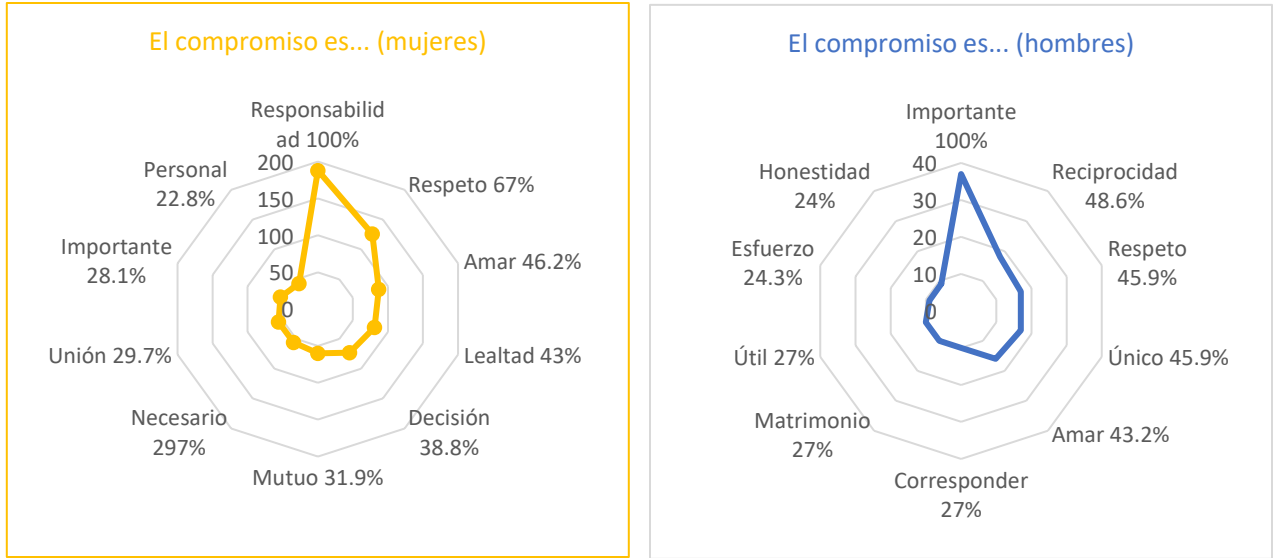 El compromiso es... (mujeres)
Responsabilid
ad 100%
Respeto 67%
Amar 46.2%
Lealtad 43%
Decisión
38.8%
Mutuo 31.9%
Necesario
297%
Unión 29.7%
Importante
28.1%
Personal
22.8%
200
150
100
50
0
El compromiso es... (hombres)
Importante
100%
Reciprocidad
48.6%
Respeto
45.9%
Único 45.9%
Amar 43.2%
Corresponder
27%
Matrimonio
27%
Útil 27%
Esfuerzo
24.3%
Honestidad
24%
40
30
20
10
0